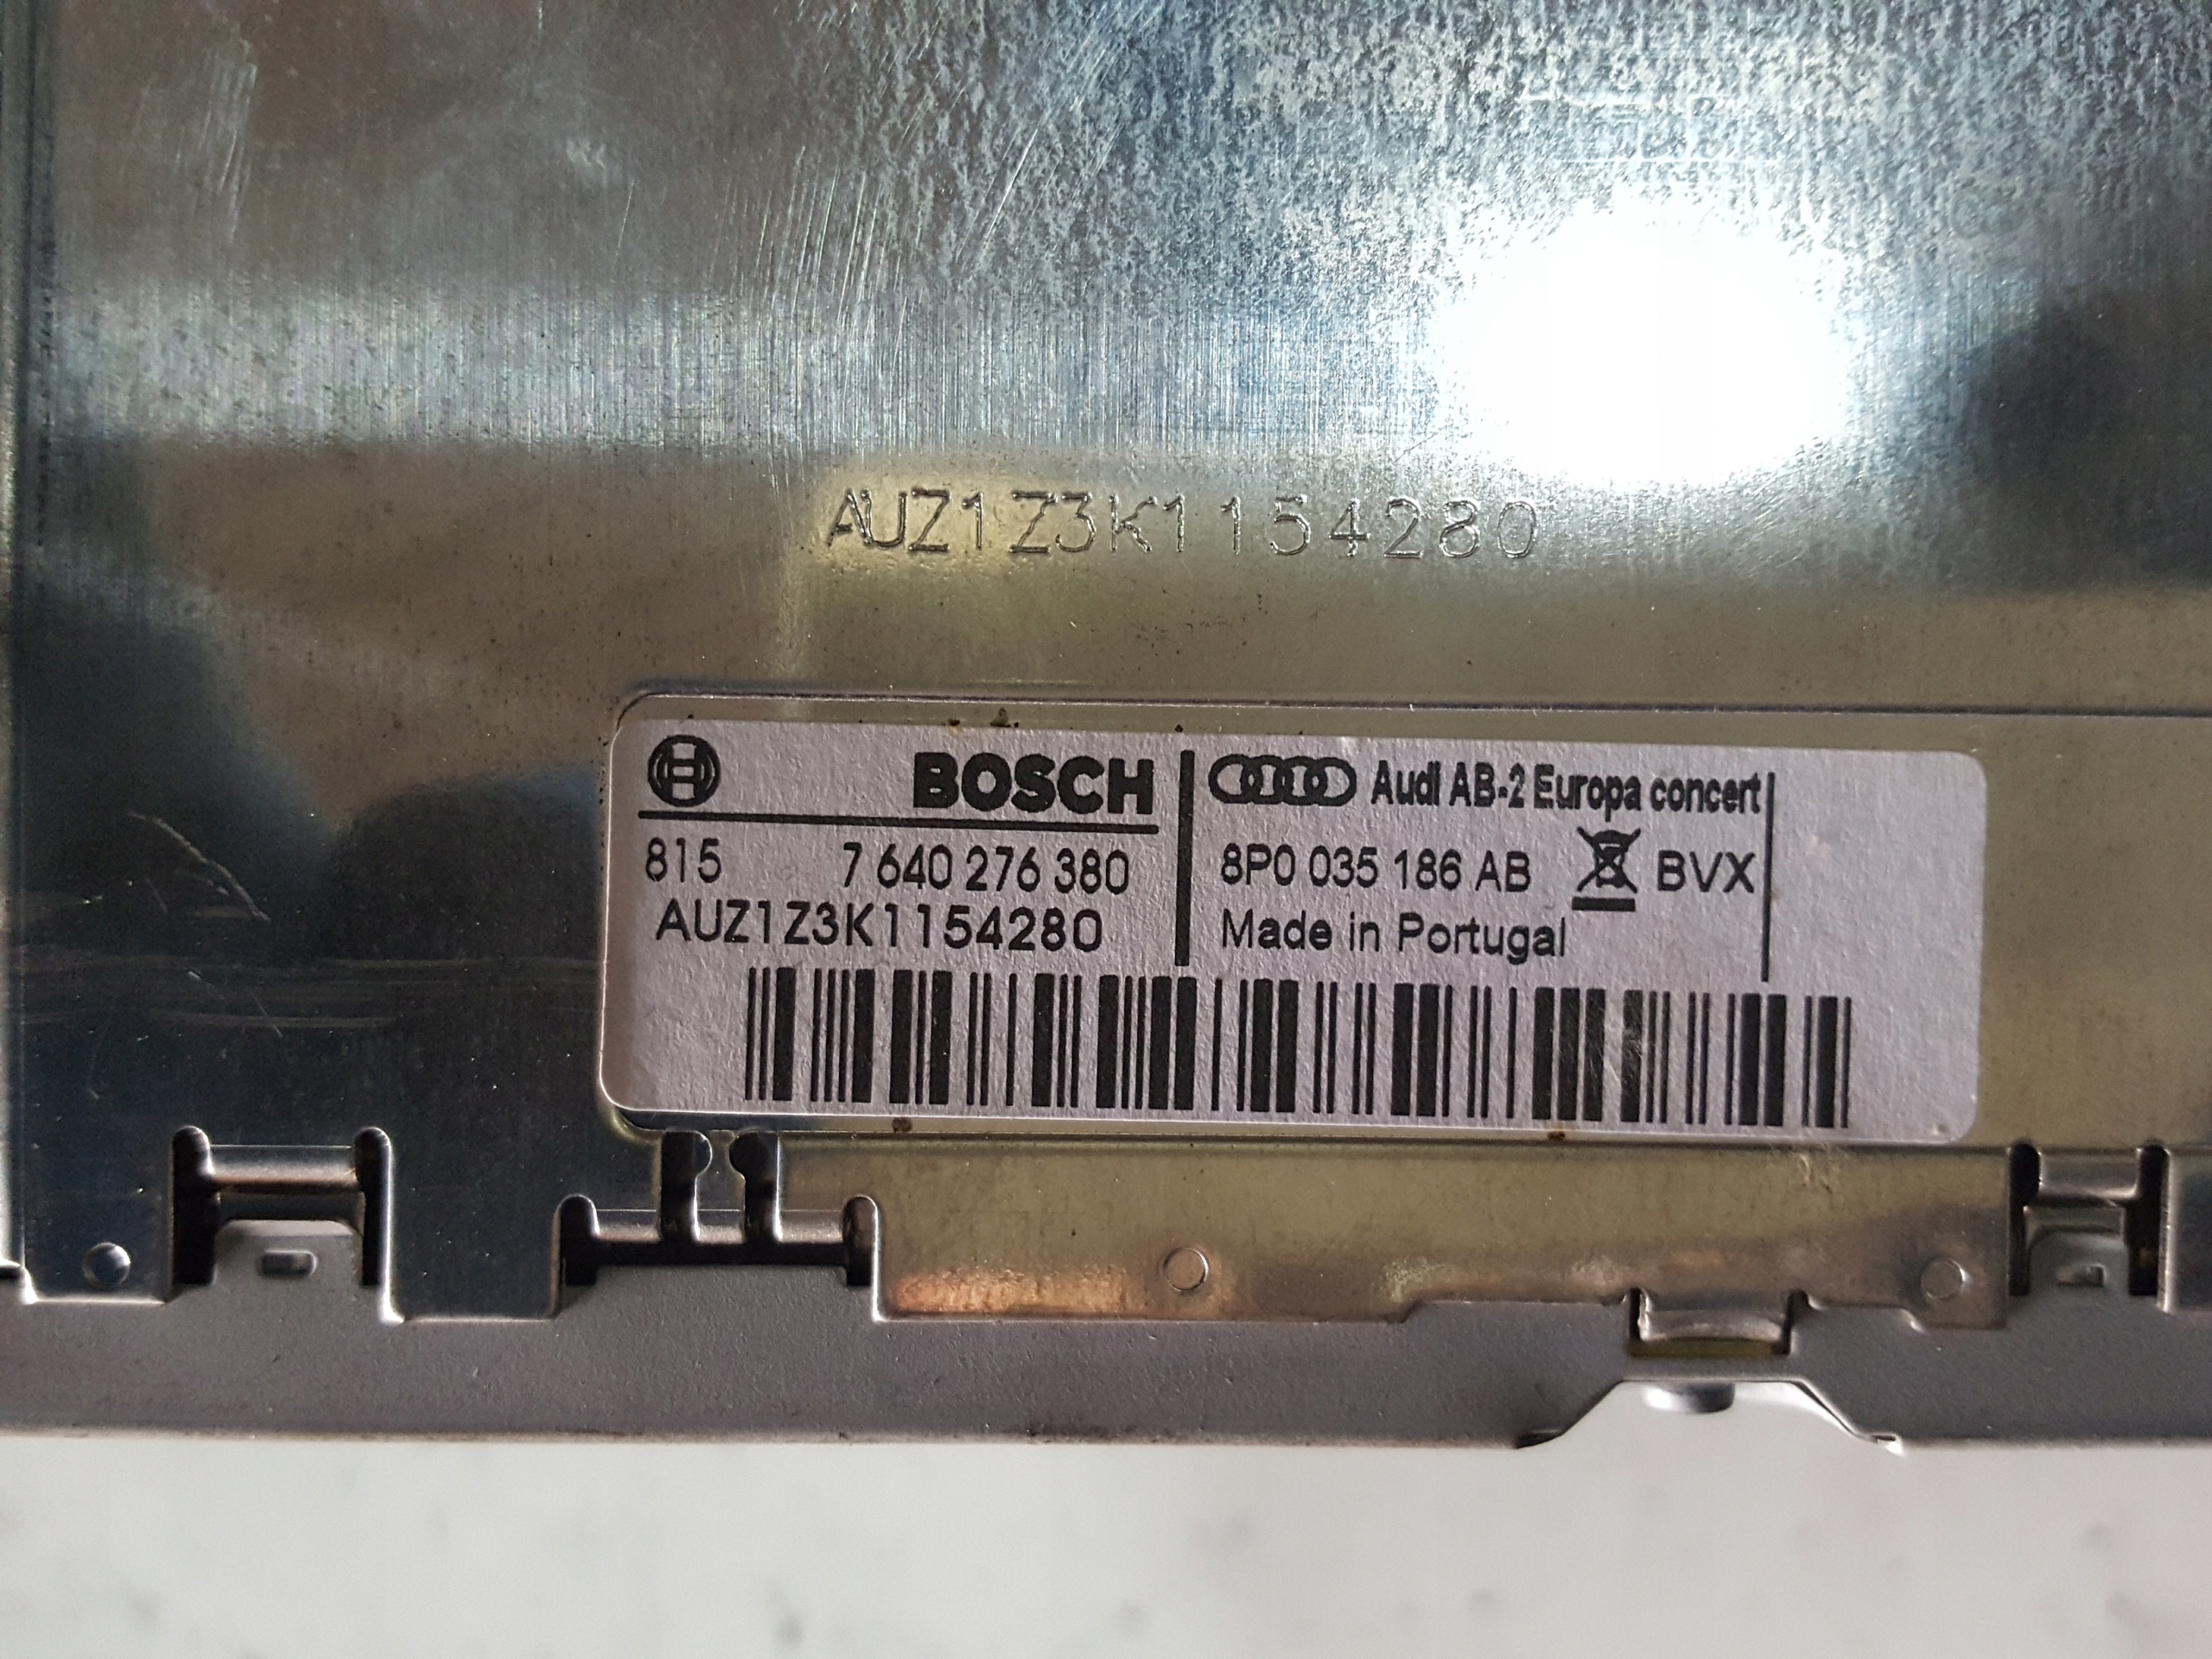 AUZ1Z3K1154280
BOSCH
815 7 640 276 380
AUZ1Z3K1154280
Audi AB-2 Europa concert
8P0 035 186 AB BVX
Made in Portugal